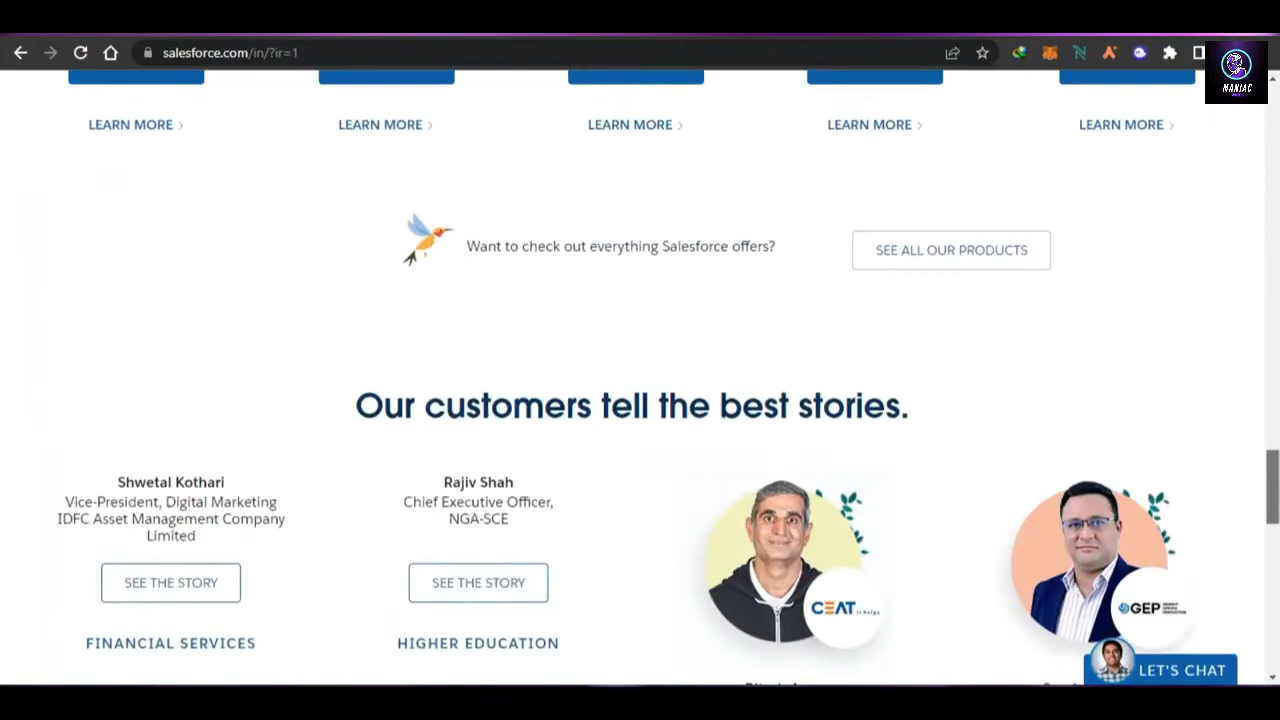 salesforce.com/in/?ir=1
MANIAC
LEARN MORE
LEARN MORE
LEARN MORE
LEARN MORE
LEARN MORE
Want to check out everything Salesforce offers?
SEE ALL OUR PRODUCTS
Our customers tell the best stories.
Shwetal Kothari
Vice-President, Digital Marketing
IDFC Asset Management Company
Limited
SEE THE STORY
FINANCIAL SERVICES
Rajiv Shah
Chief Executive Officer,
NGA-SCE
SEE THE STORY
HIGHER EDUCATION
CEAT
It Helps
GEP
LET'S CHAT